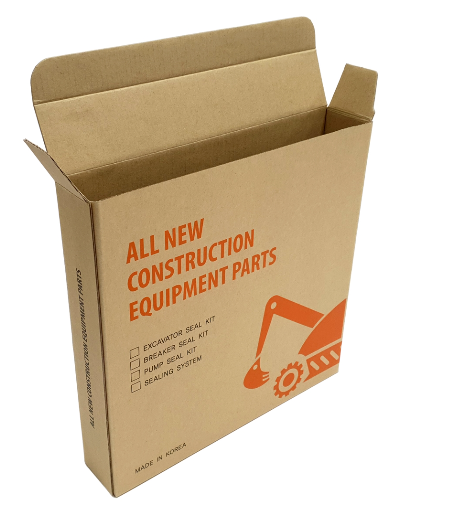 ALL NEW
CONSTRUCTION
EQUIPMENT PARTS
EXCAVATOR SEAL KIT
BREAKER SEAL KIT
PUMP SEAL KIT
SEALING SYSTEM
MADE IN KOREA
ALL NEW CONSTRUCTION EQUIPMENT PARTS